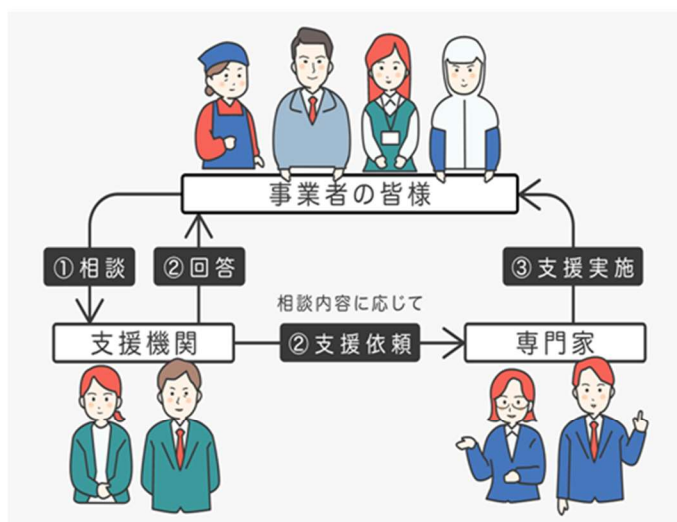 事業者の皆様
①相談
②回答
③支援実施
相談内容に応じて
支援機関
②支援依頼
専門家